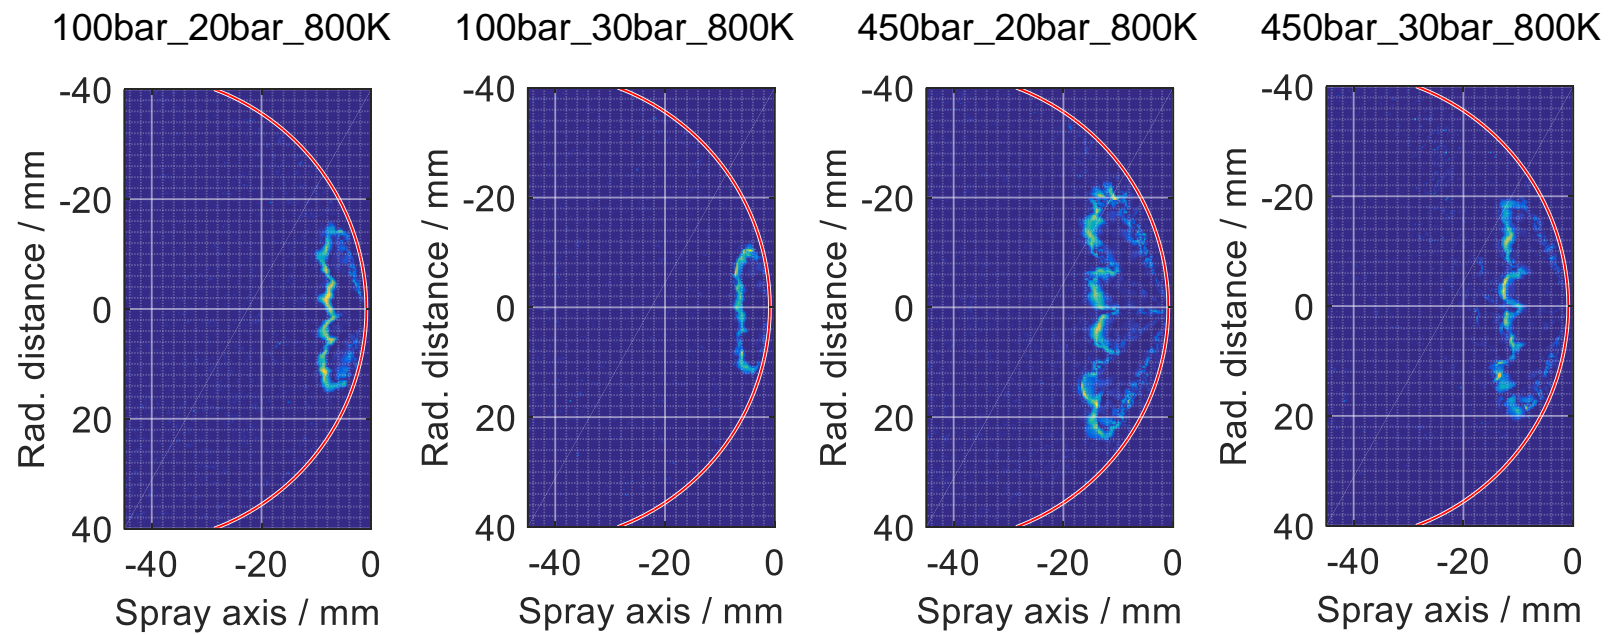 100bar_20bar_800K
100bar_30bar_800K
450bar_20bar_800K
450bar_30bar_800K
Rad. distance / mm
-40
-20
0
20
40
-40 -20 0
Spray axis / mm
Rad. distance / mm
-40
-20
0
20
40
-40 -20 0
Spray axis / mm
Rad. distance / mm
-40
-20
0
20
40
-40 -20 0
Spray axis / mm
Rad. distance / mm
-40
-20
0
20
40
-40 -20 0
Spray axis / mm